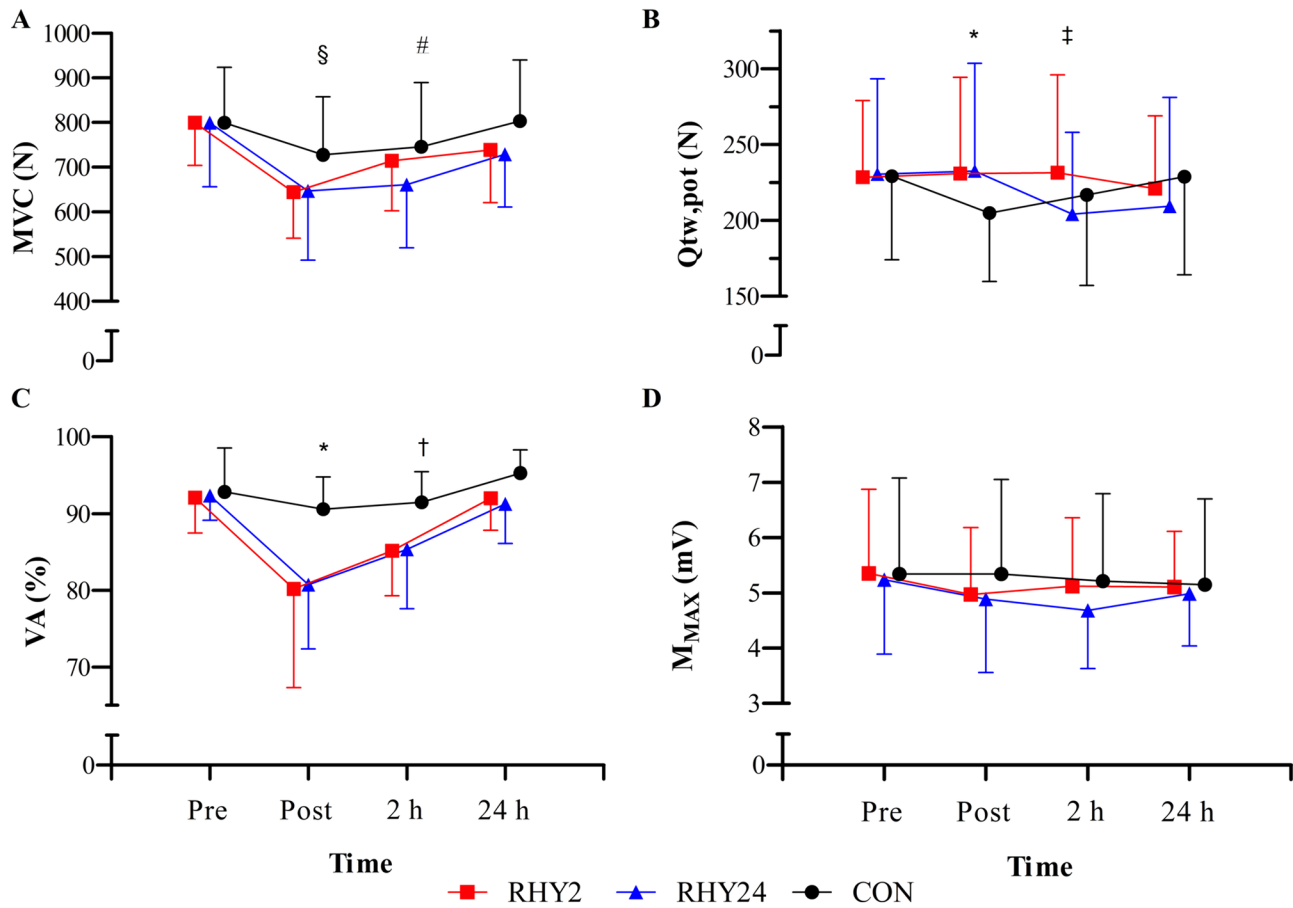 A
MVC (N)
1000
900
800
700
600
500
400
0
§
#
B
Qtw,pot (N)
300
250
200
150
0
*
‡
C
VA (%)
100
90
80
70
0
*
†
Pre
Post
2 h
24 h
Time
D
M_MAX (mV)
8
7
6
5
4
3
0
Pre
Post
2 h
24 h
Time
RHY2
RHY24
CON